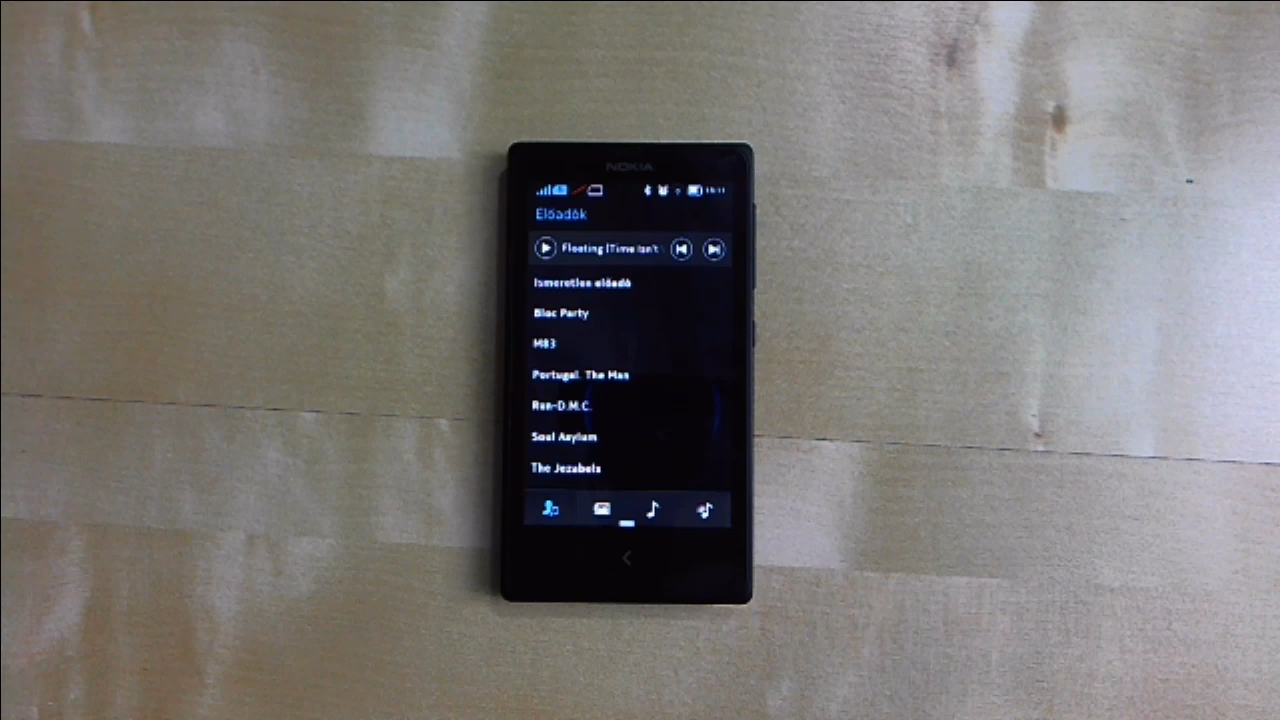 NOKIA
Előadók
Floating (Time Isn't
Ismeretlen előadó
Bloc Party
M83
Portugal. The Man
Run-D.M.C.
Soul Asylum
The Jezabels